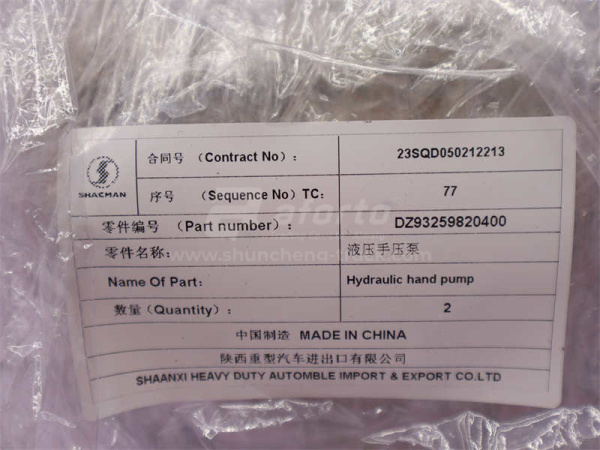 SHACMAN
合同号 (Contract No): 23SQD050212213
序号 (Sequence No) TC: 77
零件编号 (Part number): DZ93259820400
零件名称: 液压手压泵
Name Of Part: Hydraulic hand pump
数量 (Quantity): 2
中国制造 MADE IN CHINA
陕西重型汽车进出口有限公司
SHAANXI HEAVY DUTY AUTOMBLE IMPORT & EXPORT CO.LTD